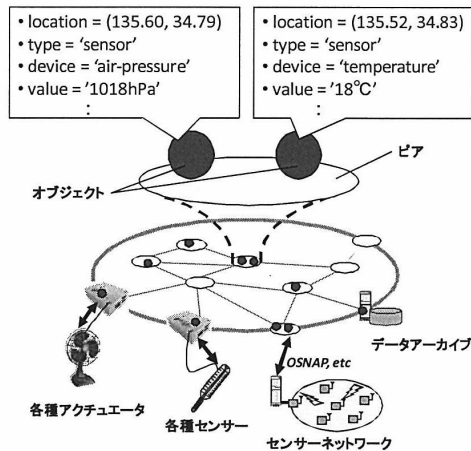 • location = (135.60, 34.79)
• type = ‘sensor’
• device = ‘air-pressure’
• value = ’1018hPa’
:
• location = (135.52, 34.83)
• type = ‘sensor’
• device = ‘temperature’
• value = ’18℃’
:
ピア
オブジェクト
データアーカイブ
OSNAP, etc
各種アクチュエータ
各種センサー
センサーネットワーク